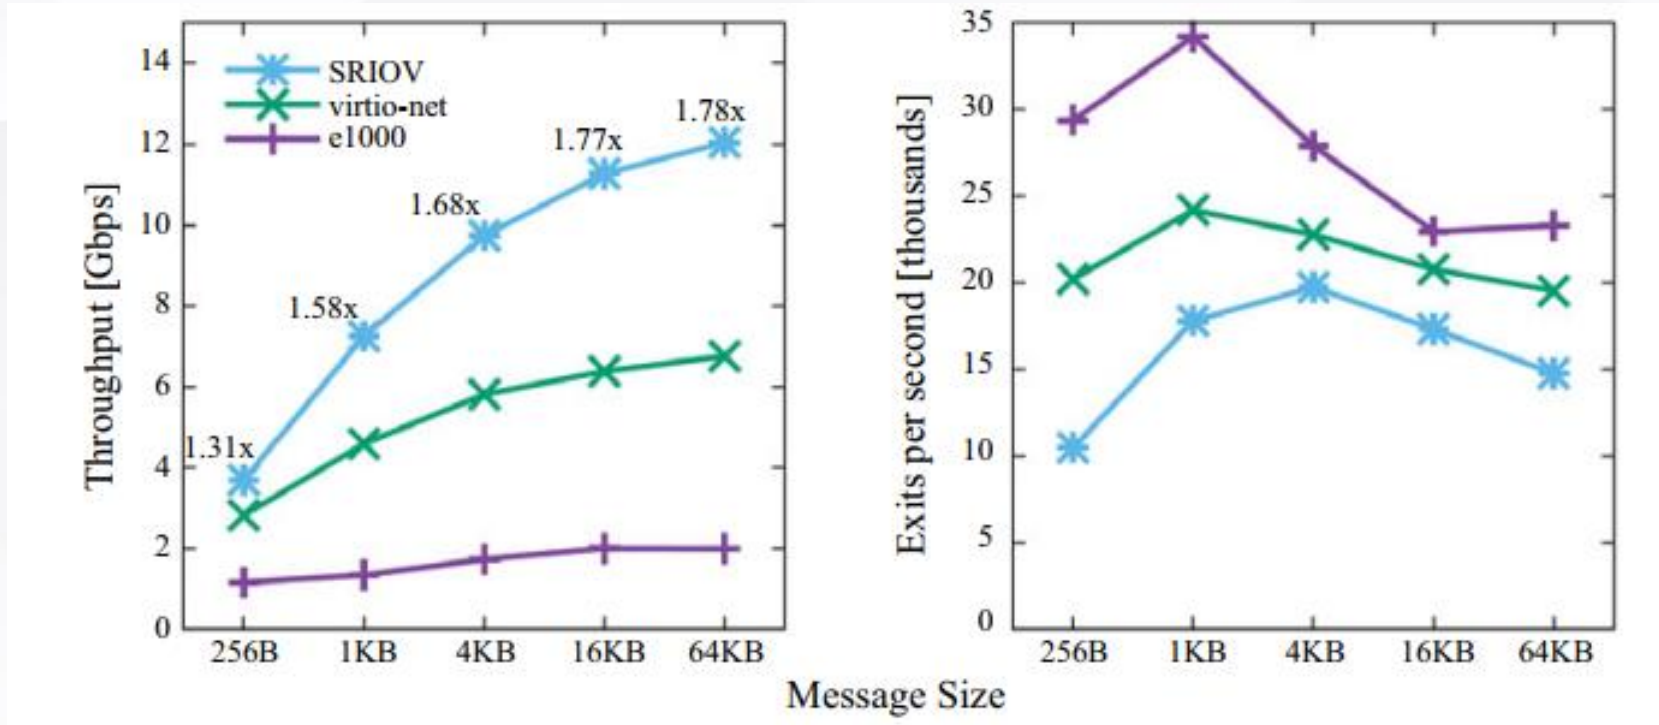 Throughput [Gbps]
14
12
10
8
6
4
2
0
SRIOV
virtio-net
e1000
1.31x
1.58x
1.68x
1.77x
1.78x
256B
1KB
4KB
16KB
64KB
Exits per second [thousands]
35
30
25
20
15
10
5
0
256B
1KB
4KB
16KB
64KB
Message Size